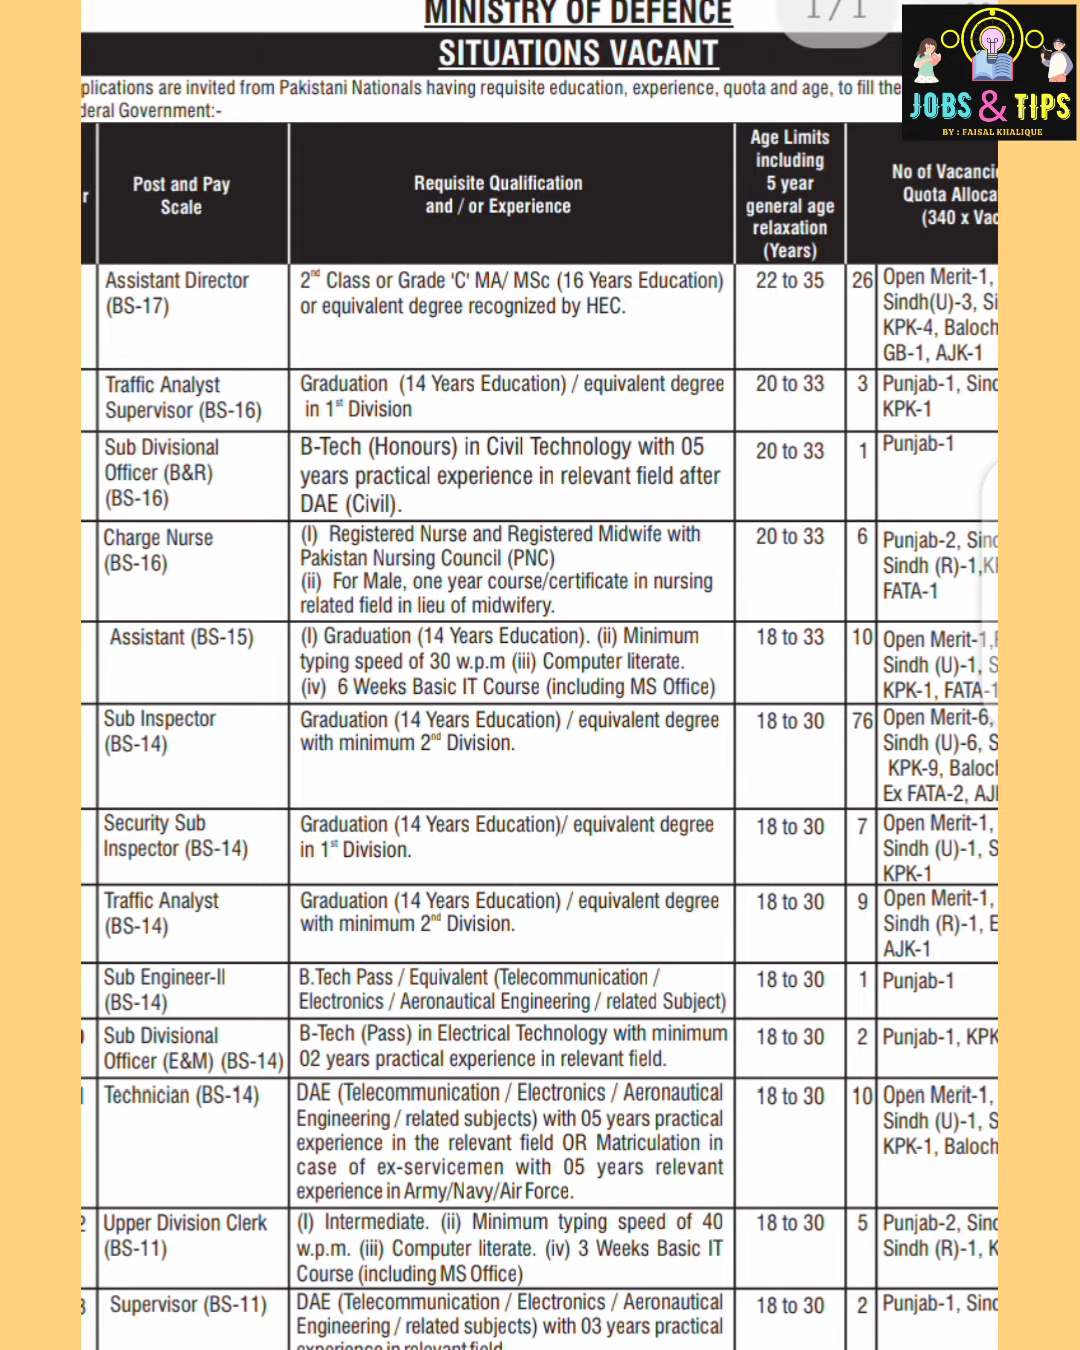 MINISTRY OF DEFENCE
1/1
SITUATIONS VACANT
JOBS & TIPS
BY : FAISAL KHALIQUE
plications are invited from Pakistani Nationals having requisite education, experience, quota and age, to fill the
deral Government:-
r
Post and Pay
Scale
Requisite Qualification
and / or Experience
Age Limits
including
5 year
general age
relaxation
(Years)
No of Vacanci
Quota Alloca
(340 x Vac
Assistant Director
(BS-17)
2nd Class or Grade 'C' MA/ MSc (16 Years Education)
or equivalent degree recognized by HEC.
22 to 35
26
Open Merit-1,
Sindh(U)-3, Si
KPK-4, Baloch
GB-1, AJK-1
Traffic Analyst
Supervisor (BS-16)
Graduation (14 Years Education) / equivalent degree
in 1st Division
20 to 33
3
Punjab-1, Sind
KPK-1
Sub Divisional
Officer (B&R)
(BS-16)
B-Tech (Honours) in Civil Technology with 05
years practical experience in relevant field after
DAE (Civil).
20 to 33
1
Punjab-1
Charge Nurse
(BS-16)
(I) Registered Nurse and Registered Midwife with
Pakistan Nursing Council (PNC)
(ii) For Male, one year course/certificate in nursing
related field in lieu of midwifery.
20 to 33
6
Punjab-2, Sind
Sindh (R)-1,K
FATA-1
Assistant (BS-15)
(I) Graduation (14 Years Education). (ii) Minimum
typing speed of 30 w.p.m (iii) Computer literate.
(iv) 6 Weeks Basic IT Course (including MS Office)
18 to 33
10
Open Merit-1,
Sindh (U)-1, S
KPK-1, FATA-1
Sub Inspector
(BS-14)
Graduation (14 Years Education) / equivalent degree
with minimum 2nd Division.
18 to 30
76
Open Merit-6,
Sindh (U)-6, S
KPK-9, Baloch
Ex FATA-2, AJ
Security Sub
Inspector (BS-14)
Graduation (14 Years Education)/ equivalent degree
in 1st Division.
18 to 30
7
Open Merit-1,
Sindh (U)-1, S
KPK-1
Traffic Analyst
(BS-14)
Graduation (14 Years Education) / equivalent degree
with minimum 2nd Division.
18 to 30
9
Open Merit-1,
Sindh (R)-1, E
AJK-1
Sub Engineer-II
(BS-14)
B.Tech Pass / Equivalent (Telecommunication /
Electronics / Aeronautical Engineering / related Subject)
18 to 30
1
Punjab-1
Sub Divisional
Officer (E&M) (BS-14)
B-Tech (Pass) in Electrical Technology with minimum
02 years practical experience in relevant field.
18 to 30
2
Punjab-1, KPK
Technician (BS-14)
DAE (Telecommunication / Electronics / Aeronautical
Engineering / related subjects) with 05 years practical
experience in the relevant field OR Matriculation in
case of ex-servicemen with 05 years relevant
experience in Army/Navy/Air Force.
18 to 30
10
Open Merit-1,
Sindh (U)-1, S
KPK-1, Baloch
2
Upper Division Clerk
(BS-11)
(I) Intermediate. (ii) Minimum typing speed of 40
w.p.m. (iii) Computer literate. (iv) 3 Weeks Basic IT
Course (including MS Office)
18 to 30
5
Punjab-2, Sind
Sindh (R)-1, K
3
Supervisor (BS-11)
DAE (Telecommunication / Electronics / Aeronautical
Engineering / related subjects) with 03 years practical
experience in relevant field
18 to 30
2
Punjab-1, Sind